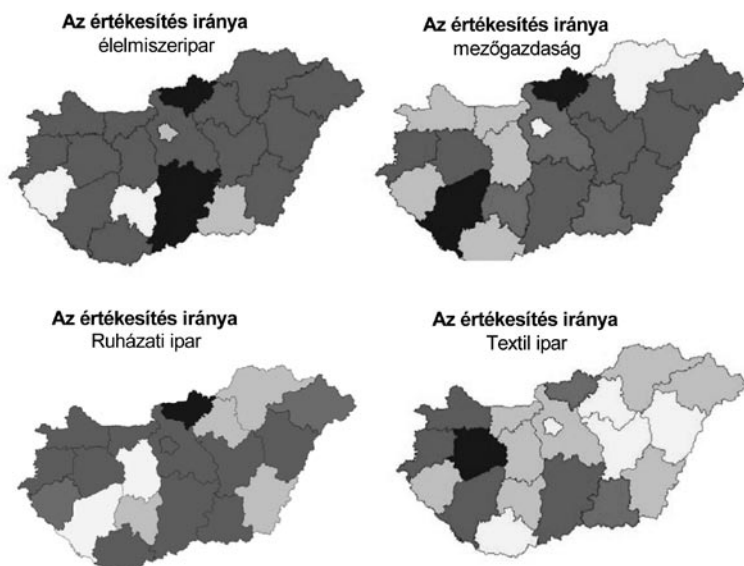 Az értékesítés iránya
élelmiszeripar
Az értékesítés iránya
mezőgazdaság
Az értékesítés iránya
Ruházati ipar
Az értékesítés iránya
Textil ipar